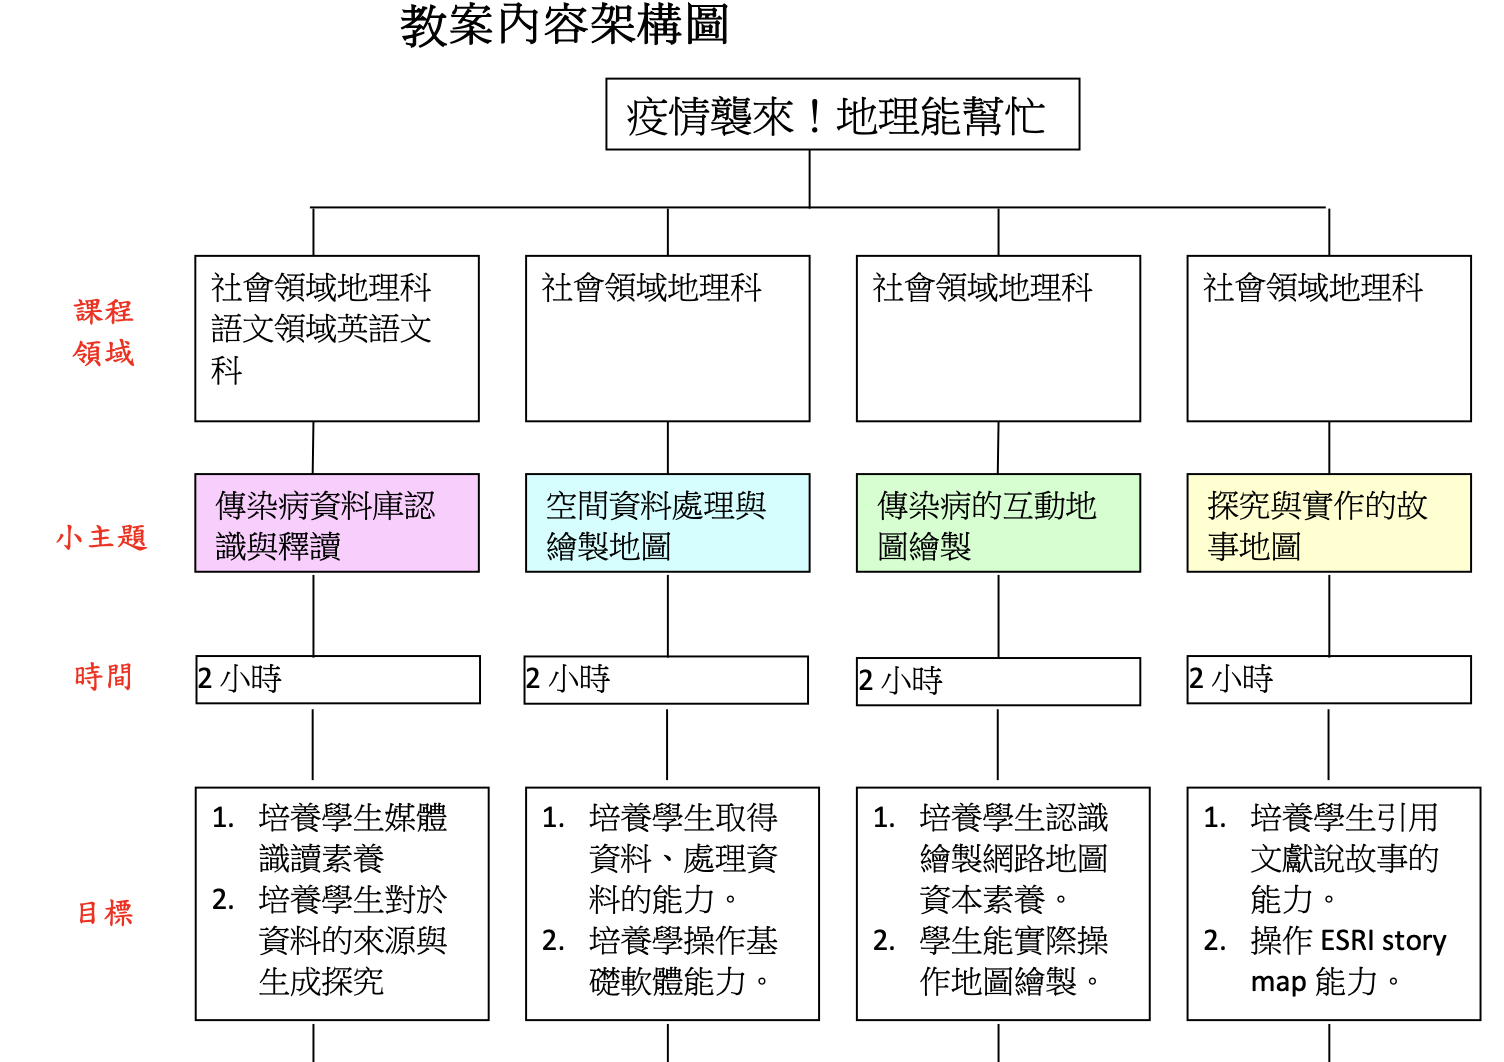 教案內容架構圖
疫情襲來！地理能幫忙
課程
領域
社會領域地理科
語文領域英語文
科
社會領域地理科
社會領域地理科
社會領域地理科
小主題
傳染病資料庫認
識與釋讀
空間資料處理與
繪製地圖
傳染病的互動地
圖繪製
探究與實作的故
事地圖
時間
2 小時
2 小時
2 小時
2 小時
目標
1. 培養學生媒體
識讀素養
2. 培養學生對於
資料的來源與
生成探究
1. 培養學生取得
資料、處理資
料的能力。
2. 培養學操作基
礎軟體能力。
1. 培養學生認識
繪製網路地圖
資本素養。
2. 學生能實際操
作地圖繪製。
1. 培養學生引用
文獻說故事的
能力。
2. 操作 ESRI story
map 能力。